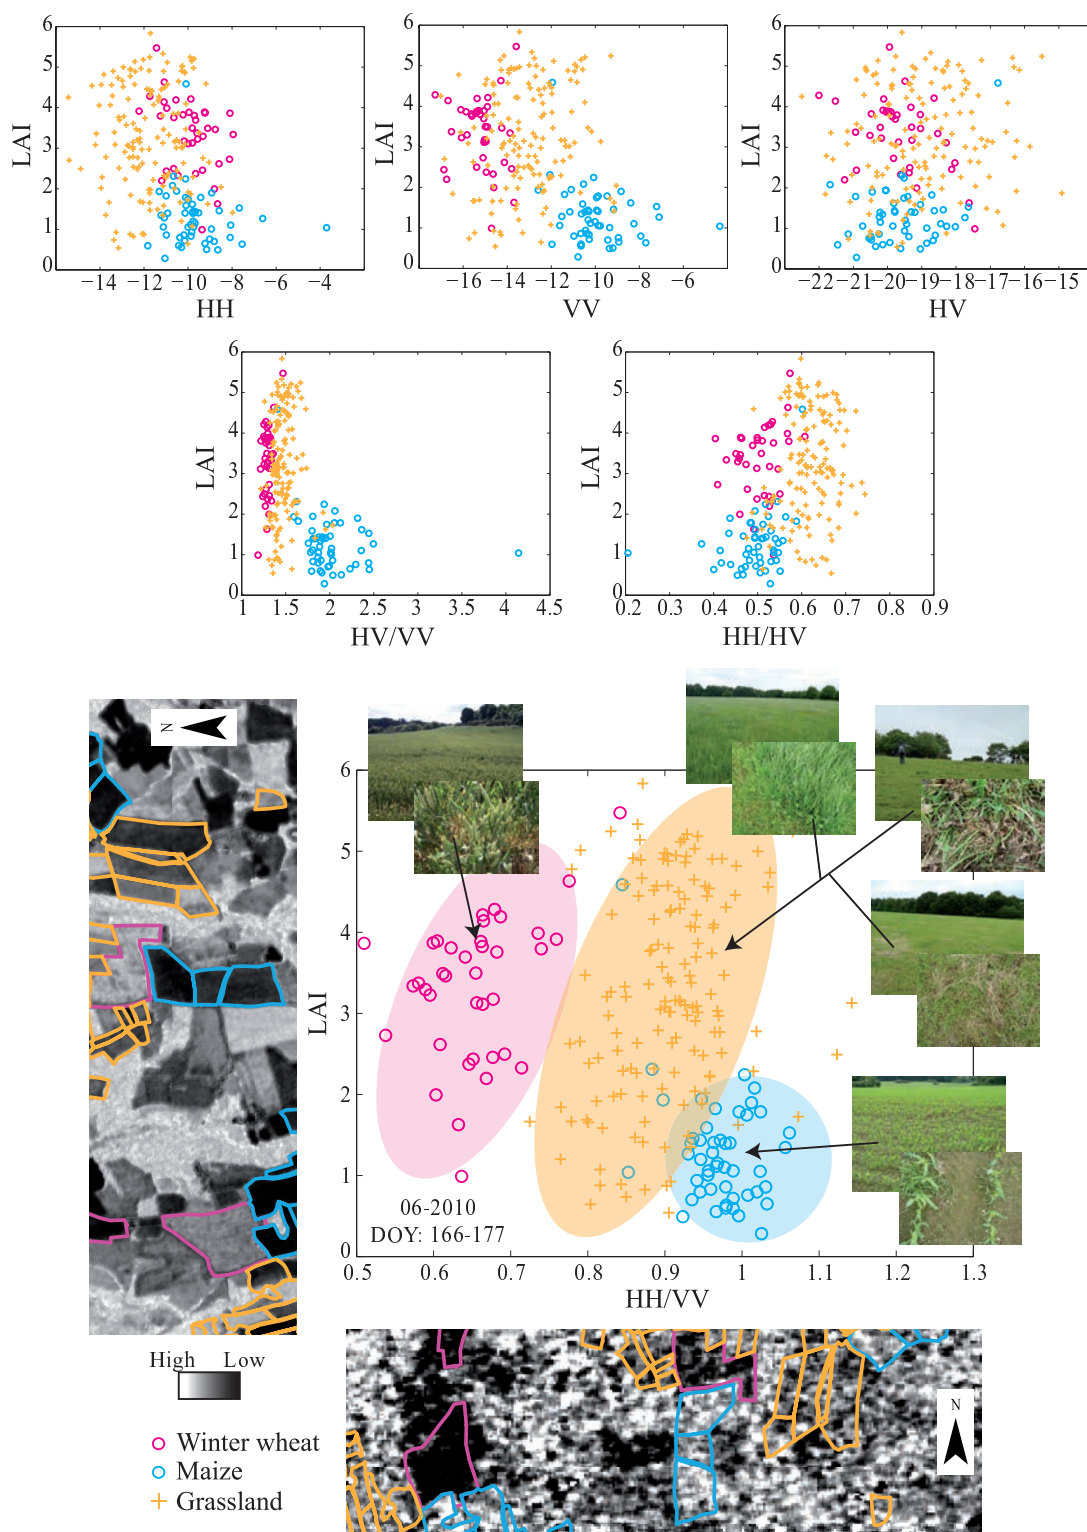 6
5
4
3
2
1
0
LAI
−14 −12 −10 −8 −6 −4
HH
6
5
4
3
2
1
0
LAI
−16 −14 −12 −10 −8 −6
VV
6
5
4
3
2
1
0
LAI
−22 −21 −20 −19 −18 −17 −16 −15
HV
6
5
4
3
2
1
0
LAI
1 1.5 2 2.5 3 3.5 4 4.5
HV/VV
6
5
4
3
2
1
0
LAI
0.2 0.3 0.4 0.5 0.6 0.7 0.8 0.9
HH/HV
N
6
5
4
3
2
1
0
LAI
06-2010
DOY: 166-177
0.5 0.6 0.7 0.8 0.9 1 1.1 1.2 1.3
HH/VV
High Low
N
Winter wheat
Maize
Grassland